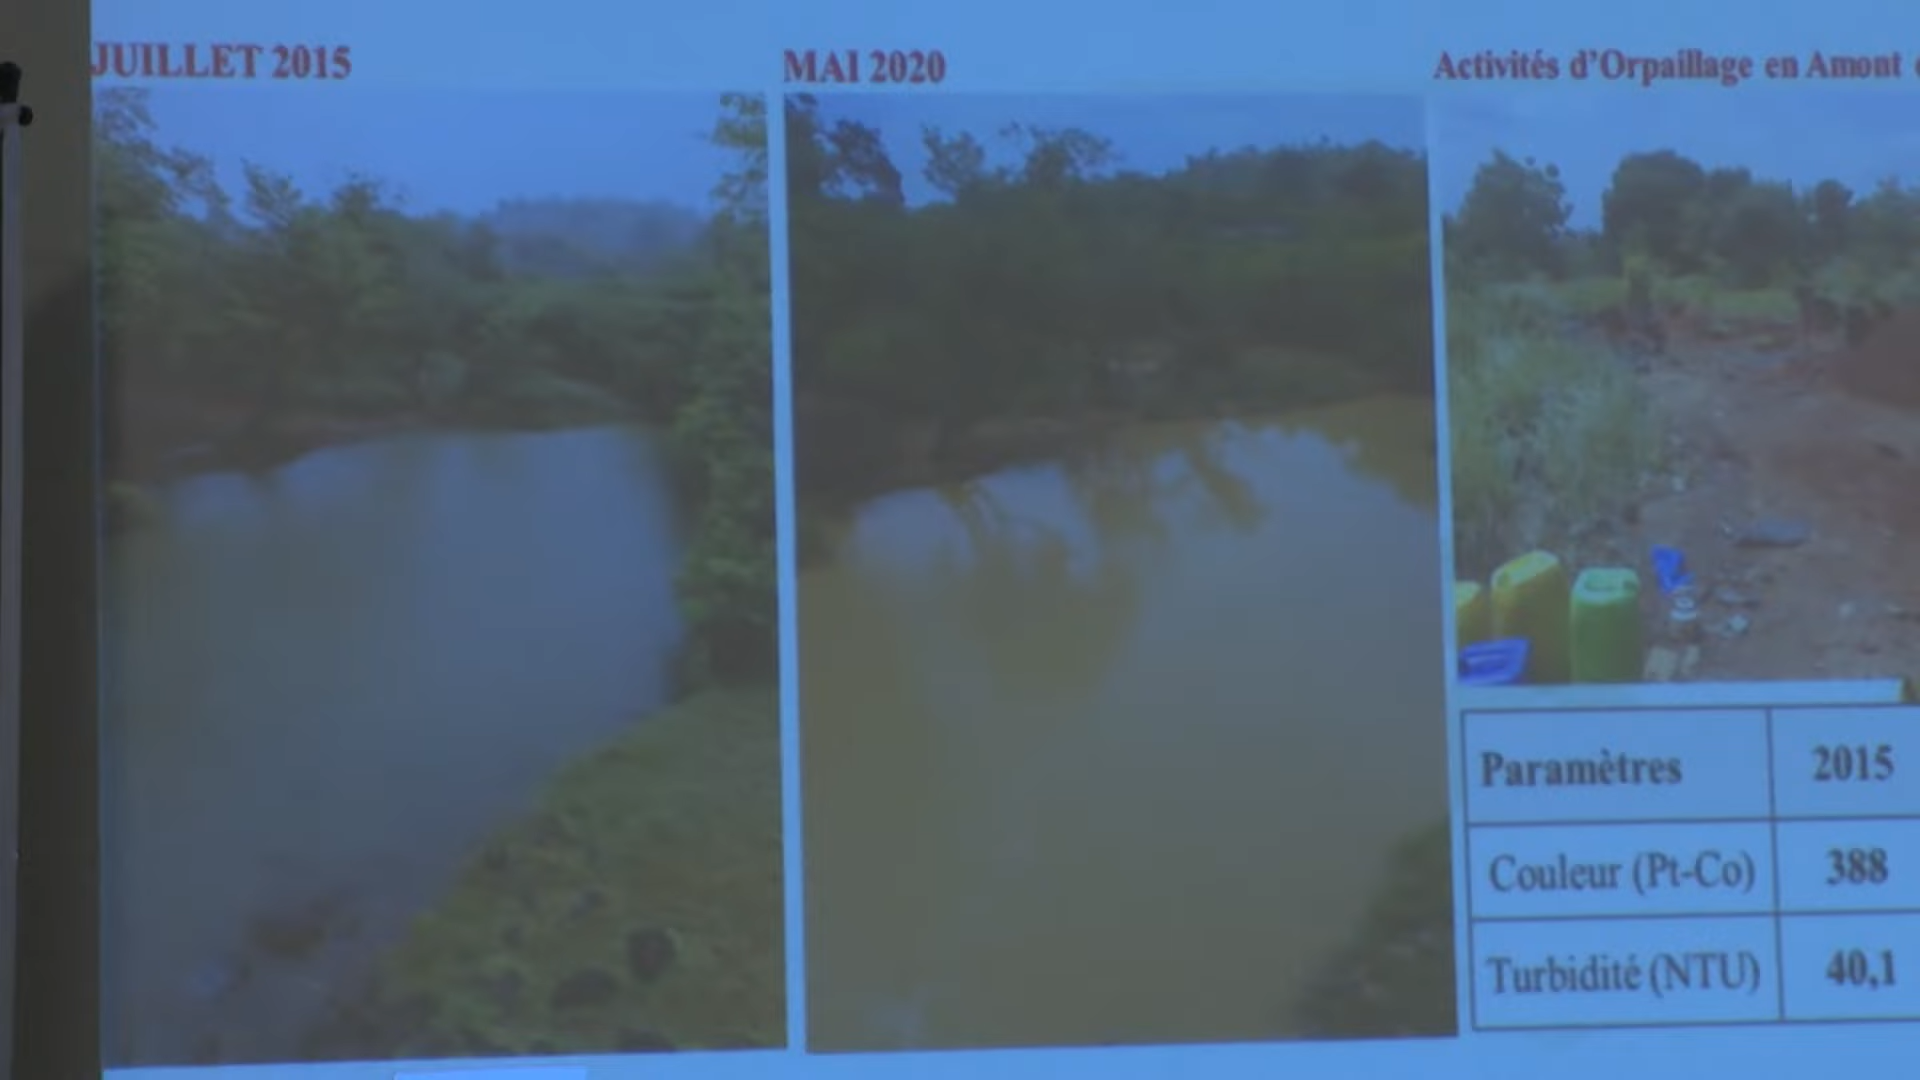 JUILLET 2015
MAI 2020
Activités d'Orpaillage en Amont
Paramètres 2015
Couleur (Pt-Co) 388
Turbidité (NTU) 40,1